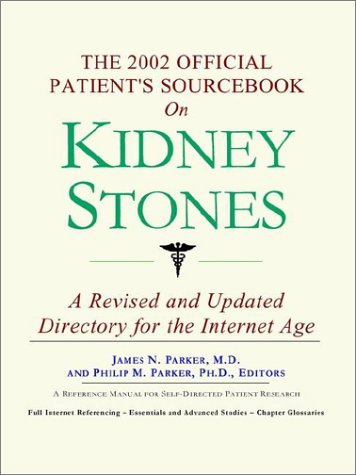 THE 2002 OFFICIAL
PATIENT'S SOURCEBOOK
On
KIDNEY
STONES
A Revised and Updated
Directory for the Internet Age
JAMES N. PARKER, M.D.
AND PHILIP M. PARKER, PH.D., EDITORS
A REFERENCE MANUAL FOR SELF-DIRECTED PATIENT RESEARCH
Full Internet Referencing – Essentials and Advanced Studies – Chapter Glossaries